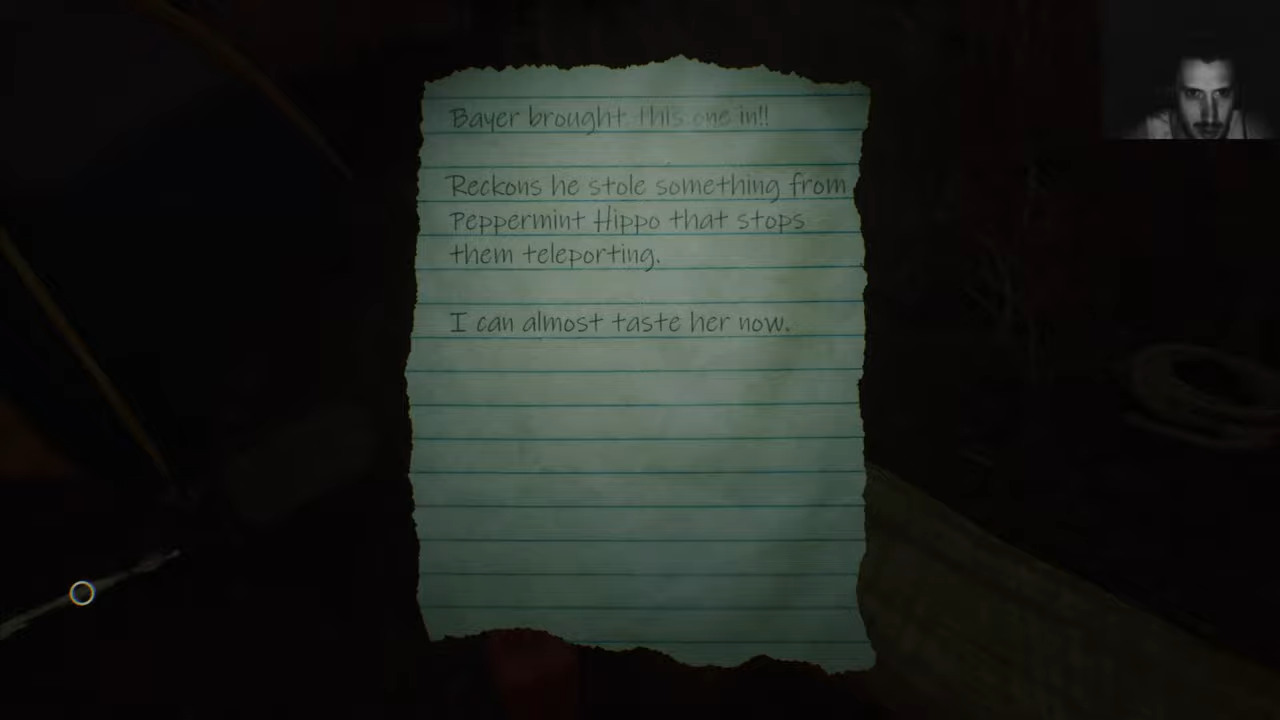 Bayer brought this one in!!
Reckons he stole something from
Peppermint Hippo that stops
them teleporting.
I can almost taste her now.